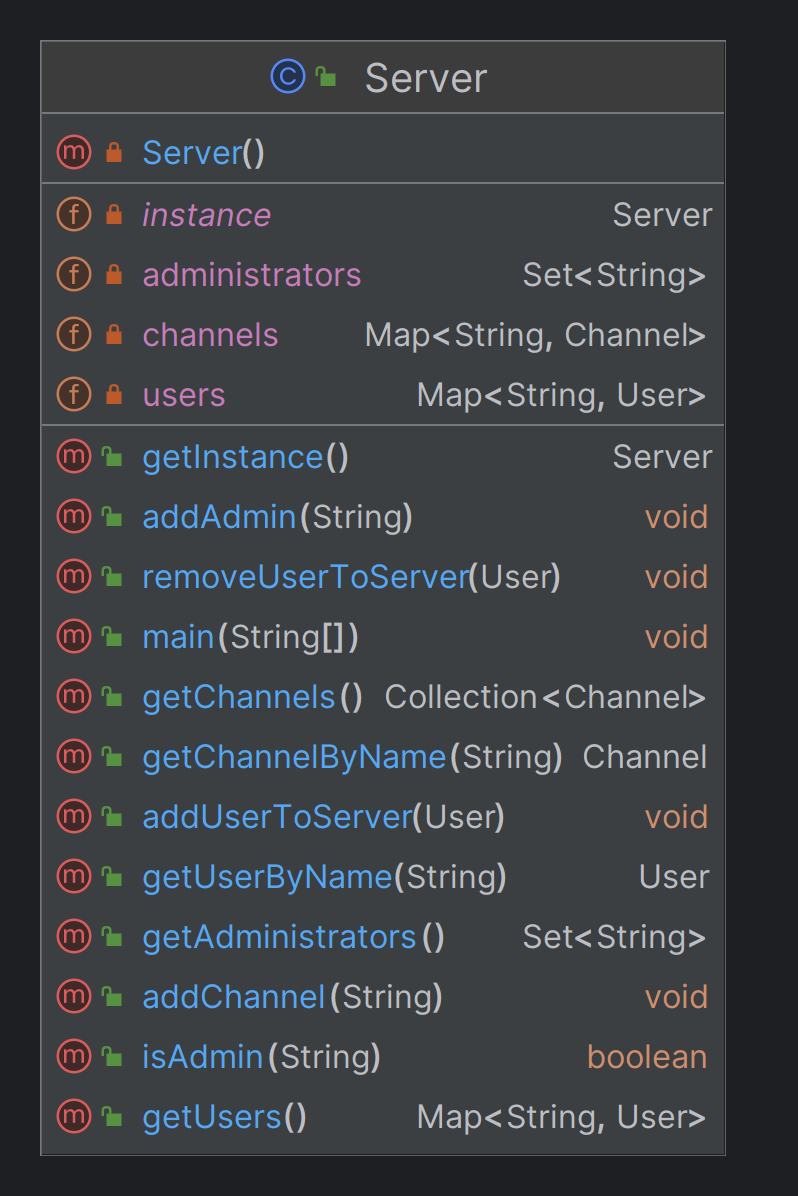 C Server
m Server()
f instance Server
f administrators Set<String>
f channels Map<String, Channel>
f users Map<String, User>
m getInstance() Server
m addAdmin(String) void
m removeUserToServer(User) void
m main(String[]) void
m getChannels() Collection<Channel>
m getChannelByName(String) Channel
m addUserToServer(User) void
m getUserByName(String) User
m getAdministrators() Set<String>
m addChannel(String) void
m isAdmin(String) boolean
m getUsers() Map<String, User>